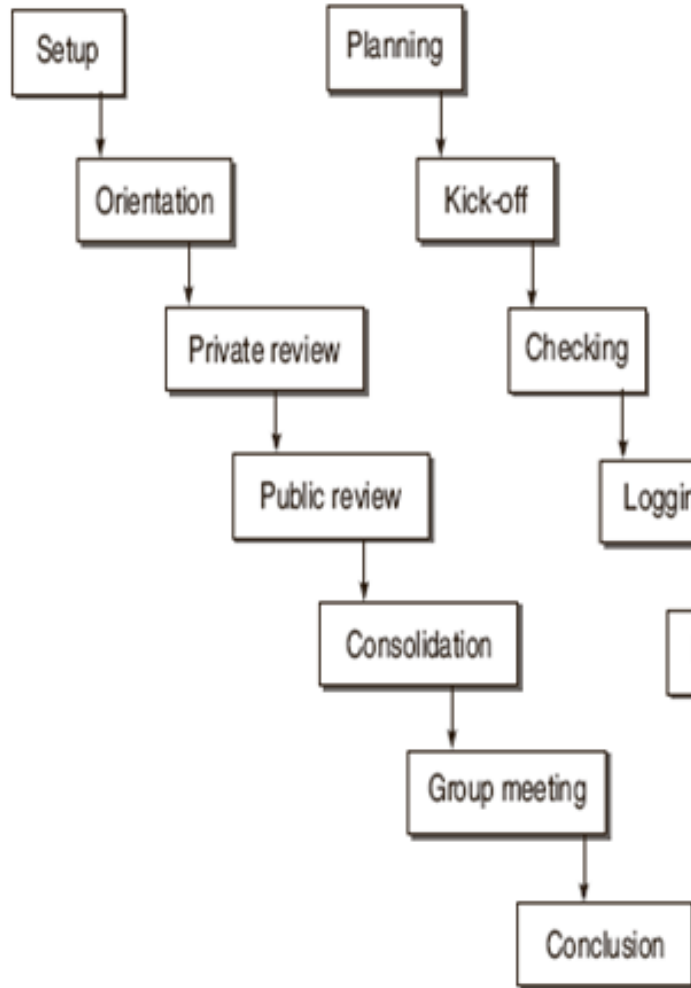 Setup
Planning
Orientation
Kick-off
Private review
Checking
Public review
Consolidation
Group meeting
Conclusion